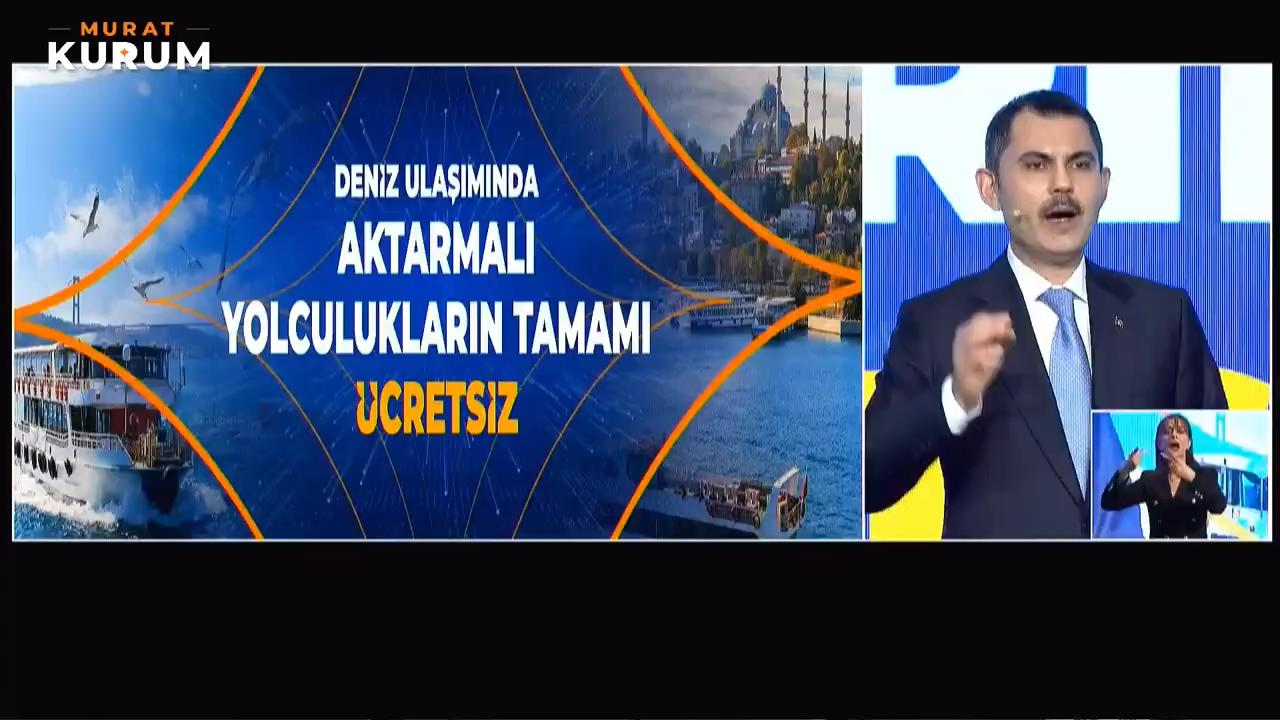 MURAT
KURUM
DENİZ ULAŞIMINDA
AKTARMALI
YOLCULUKLARIN TAMAMI
ÜCRETSİZ